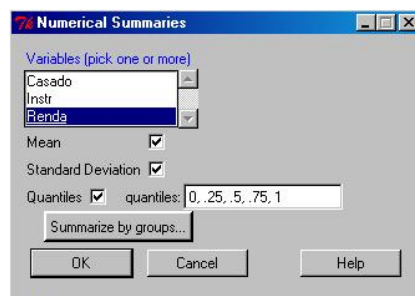 Numerical Summaries
Variables (pick one or more)
Casado
Instr
Renda
Mean
Standard Deviation
Quantiles quantiles: 0, .25, .5, .75, 1
Summarize by groups...
OK Cancel Help